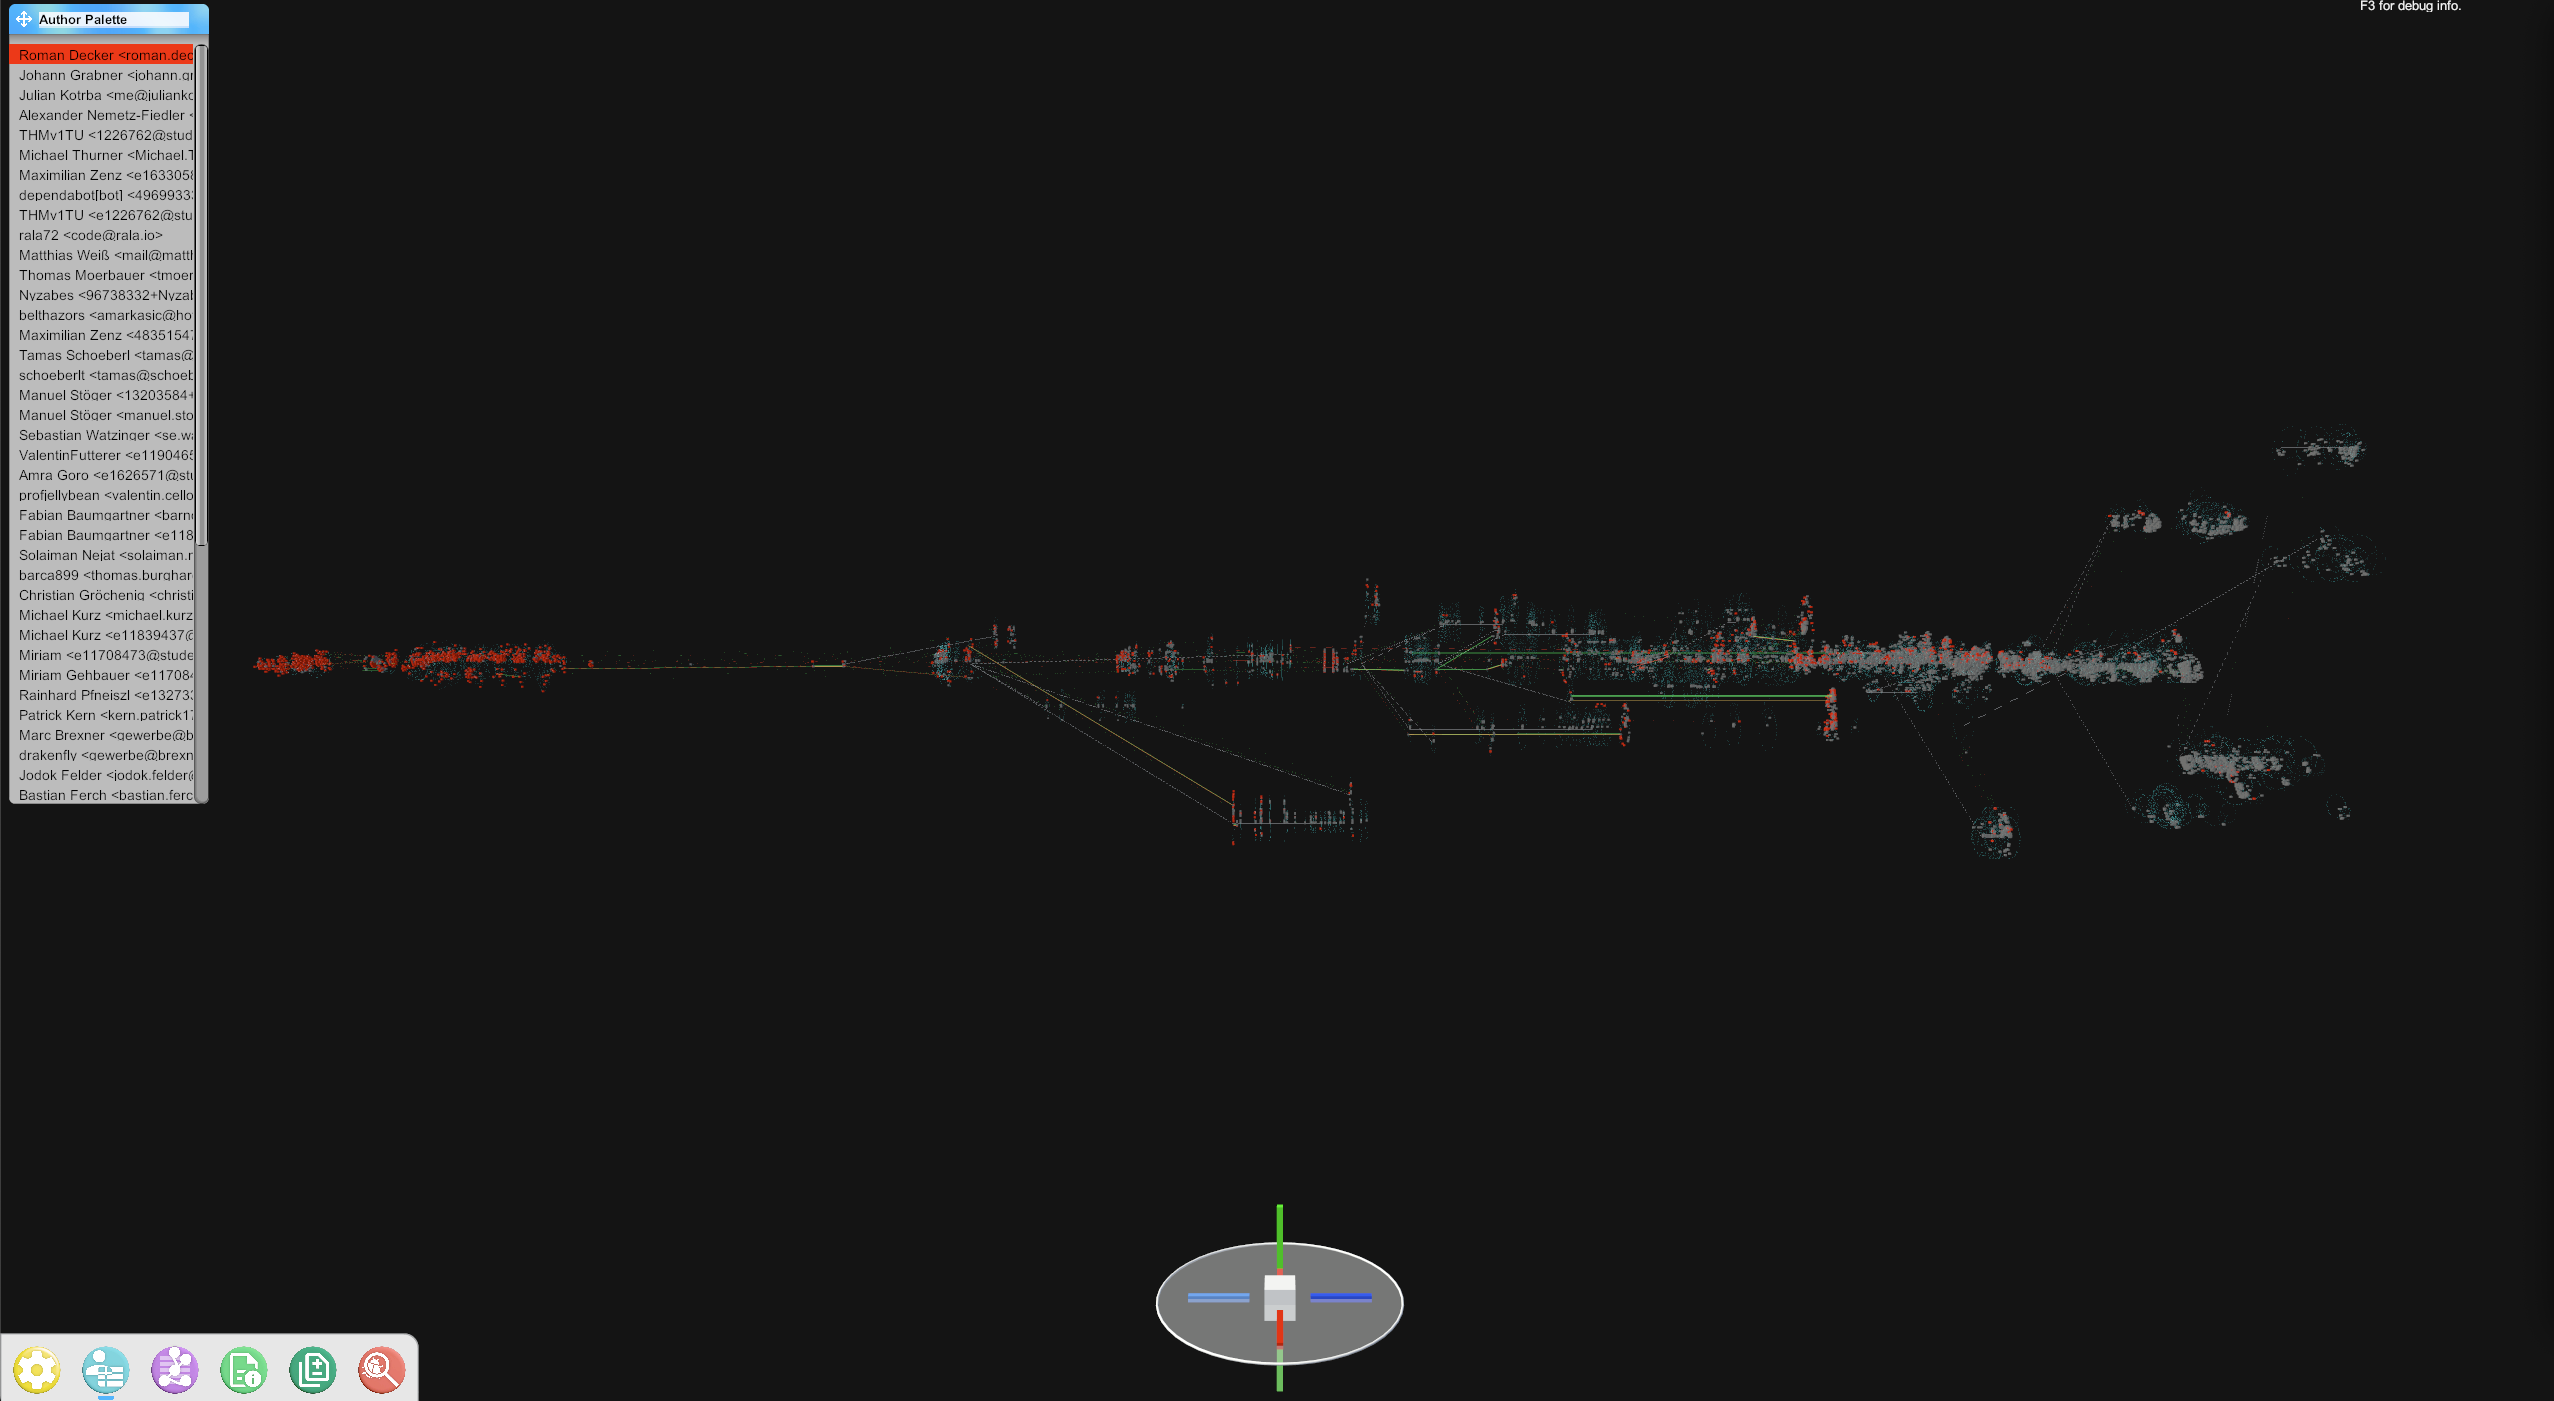 Author Palette
F3 for debug info.
Roman Decker <roman.dec
Johann Grabner <johann.gr
Julian Kotrba <me@juliankc
Alexander Nemetz-Fiedler <
THMv1TU <1226762@stud
Michael Thurner <Michael.T
Maximilian Zenz <e163305
dependabot[bot] <4969933
THMv1TU <e1226762@stu
rala72 <code@rala.io>
Matthias Weiß <mail@matth
Thomas Moerbauer <tmoer
Nyzabes <96738332+Nyzab
belthazors <amarkasic@ho
Maximilian Zenz <4835154
Tamas Schoeberl <tamas@
schoeberlt <tamas@schoeb
Manuel Stöger <13203584+
Manuel Stöger <manuel.sto
Sebastian Watzinger <se.wa
ValentinFutterer <e119046
Amra Goro <e1626571@stu
profjellybean <valentin.cello
Fabian Baumgartner <barn
Fabian Baumgartner <e118
Solaiman Nejat <solaiman.r
barca899 <thomas.burghar
Christian Gröchenig <christi
Michael Kurz <michael.kurz
Michael Kurz <e11839437@
Miriam <e11708473@stude
Miriam Gehbauer <e11708
Rainhard Pfneiszl <e13273
Patrick Kern <kern.patrick1
Marc Brexner <gewerbe@b
drakenfly <gewerbe@brexn
Jodok Felder <jodok.felder@
Bastian Ferch <bastian.ferc